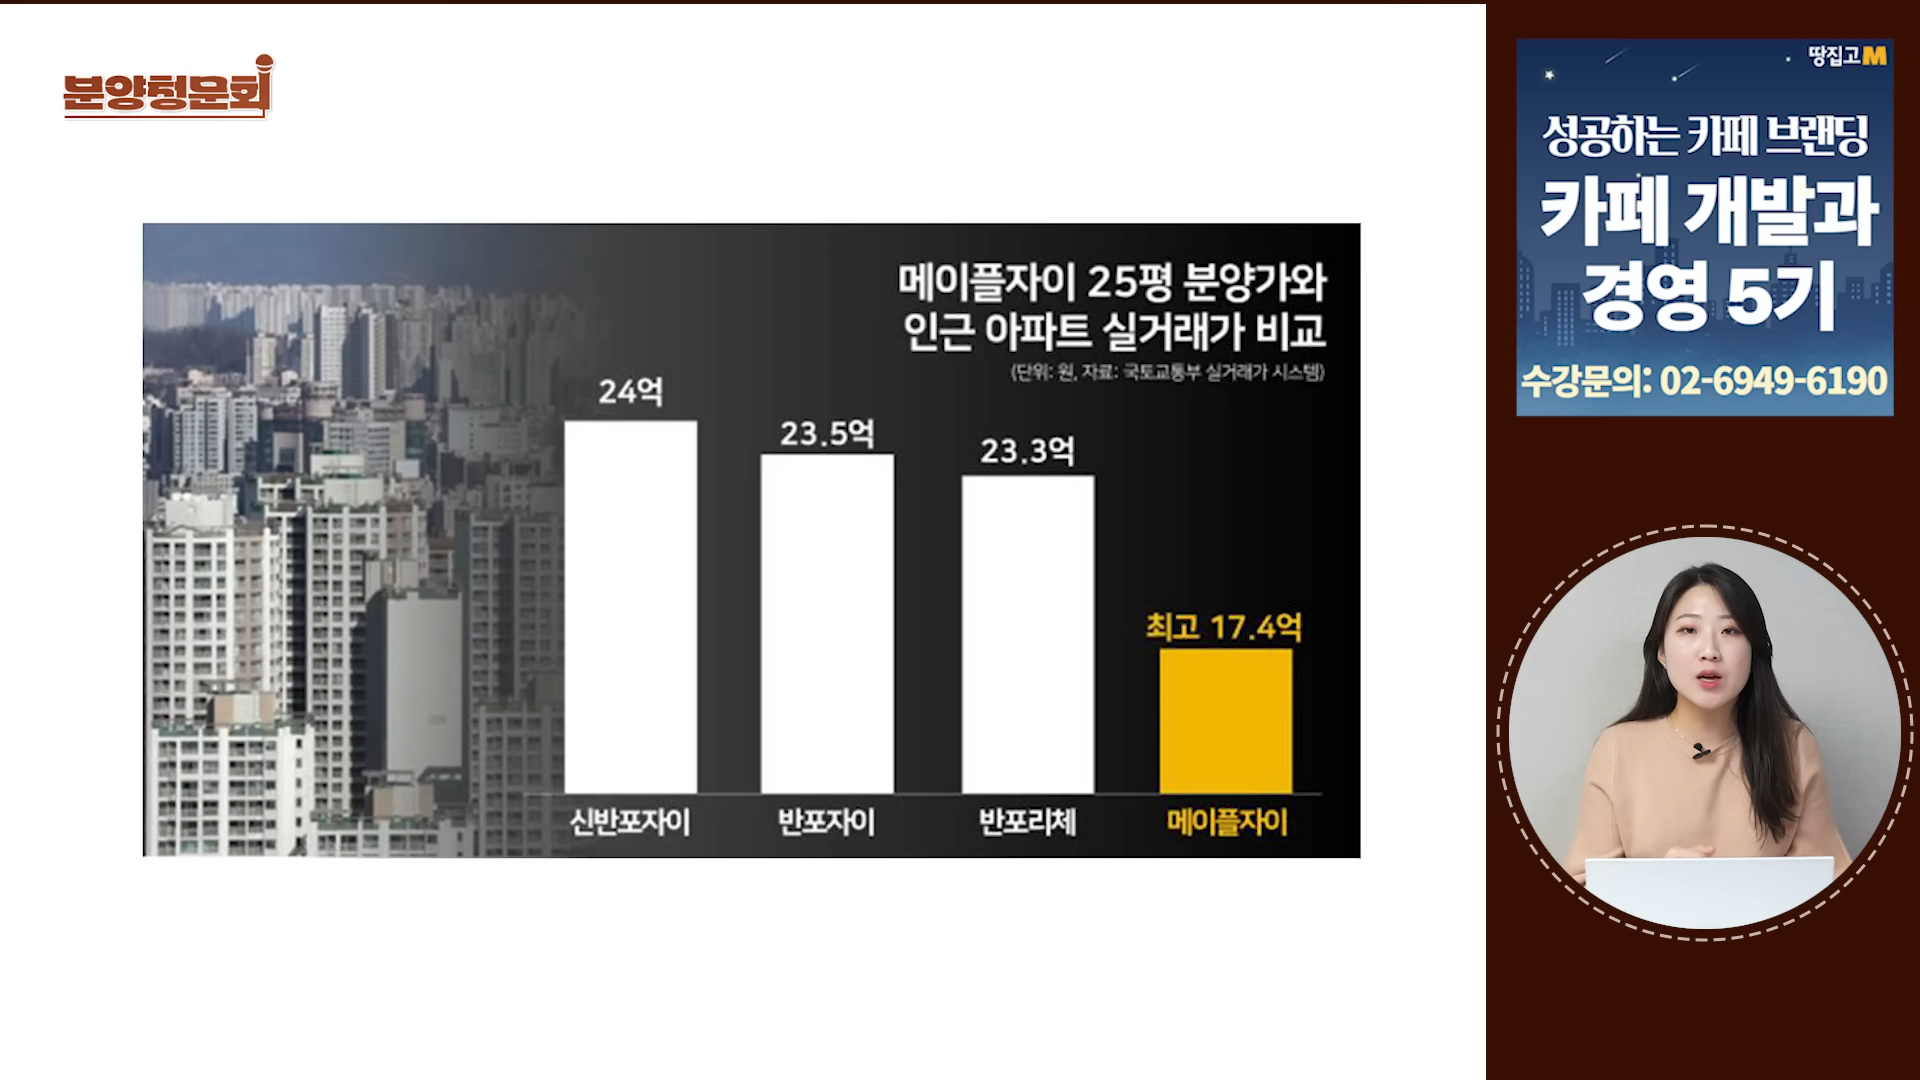 분양청문회
메이플자이 25평 분양가와
인근 아파트 실거래가 비교
(단위: 원, 자료: 국토교통부 실거래가 시스템)
24억
23.5억
23.3억
최고 17.4억
신반포자이
반포자이
반포리체
메이플자이
땅집고M
성공하는 카페 브랜딩
카페 개발과
경영 5기
수강문의: 02-6949-6190